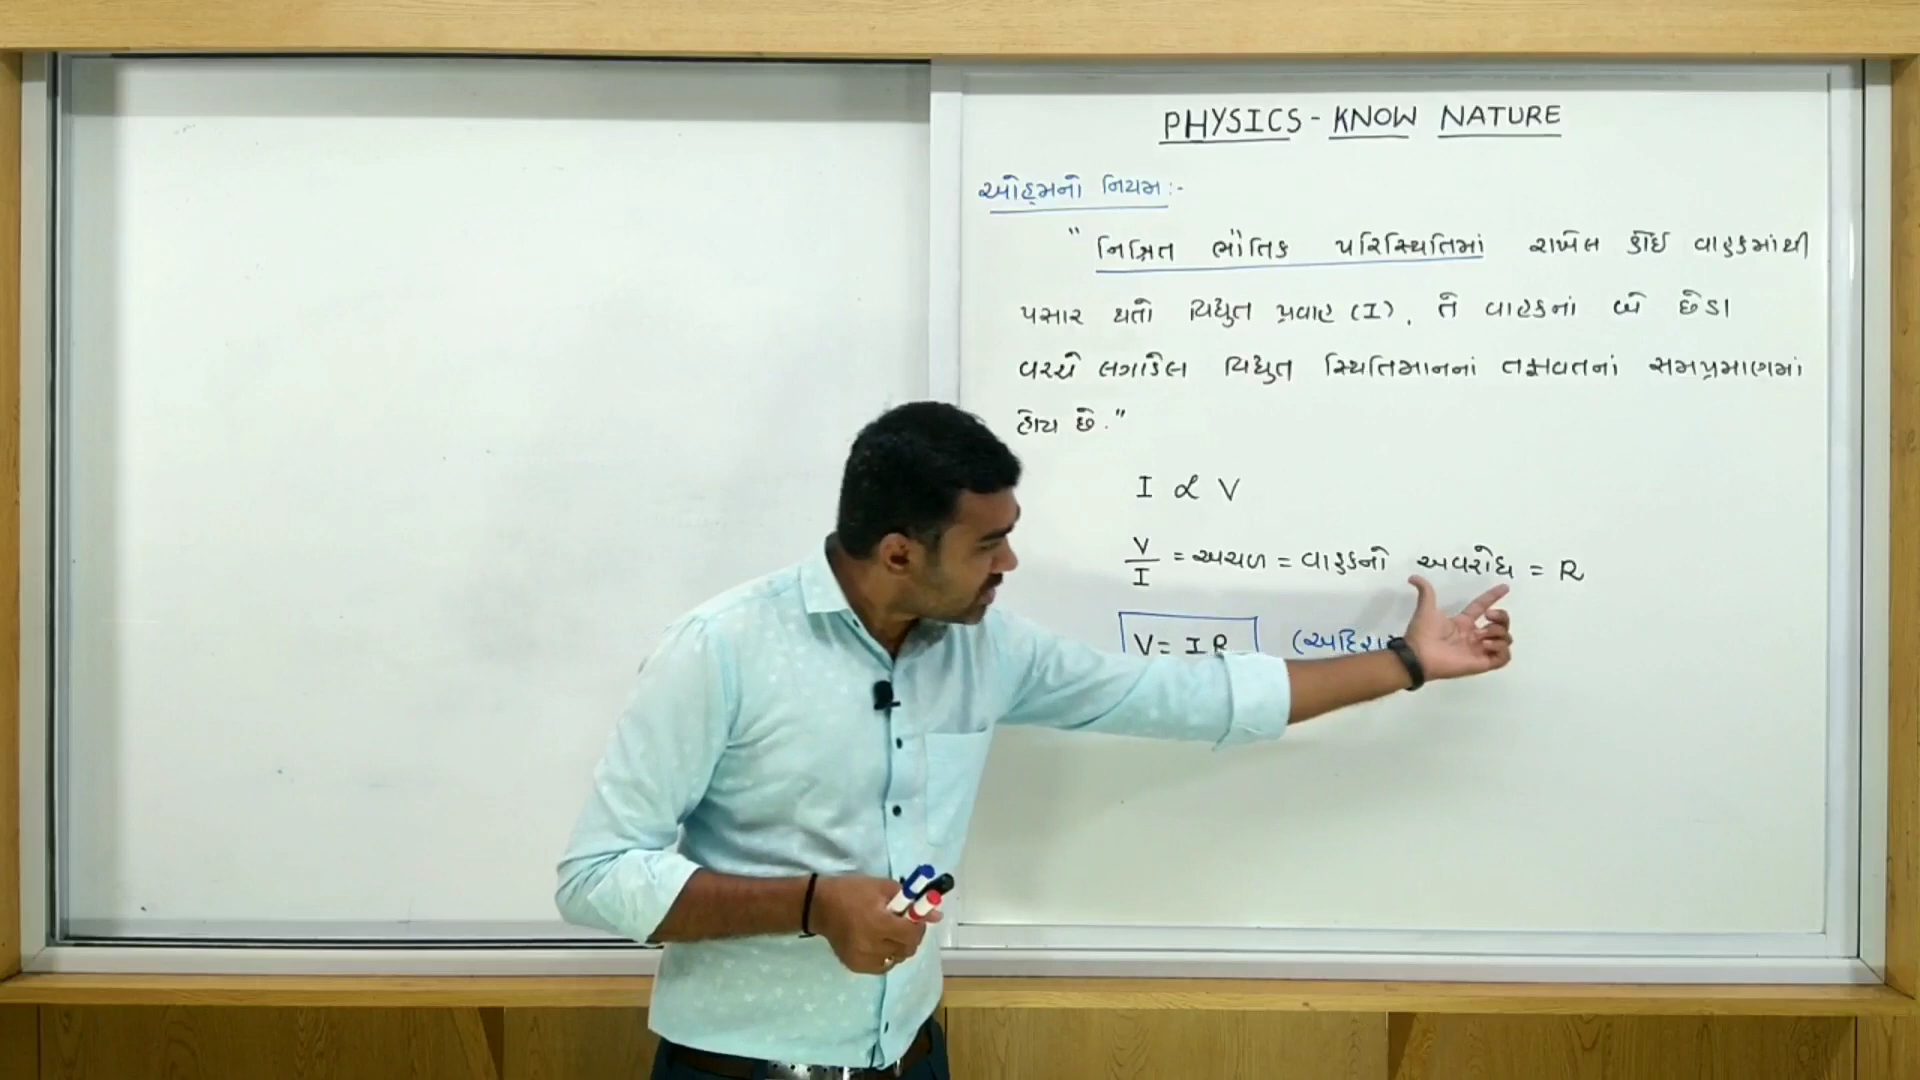 PHYSICS - KNOW NATURE
ઓહ્મનો નિયમ :-
"નિશ્ચિત ભૌતિક પરિસ્થિતિમાં રાખેલ કોઈ વાહકમાંથી
પસાર થતો વિદ્યુત પ્રવાહ (I), તે વાહકનાં બે છેડા
વચ્ચે લગાડેલ વિદ્યુત સ્થિતિમાનનાં તફાવતનાં સમપ્રમાણમાં
હોય છે."
I ∝ V
V/I = અચળ = વાહકનો અવરોધ = R
V = IR